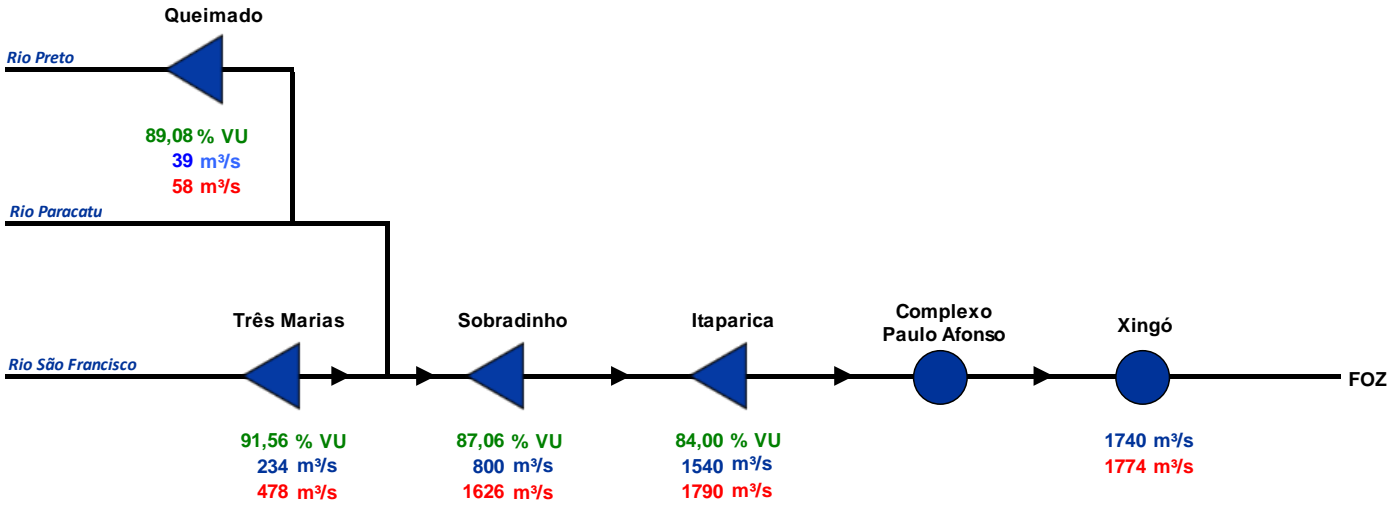 Queimado
Rio Preto
89,08 % VU
39 m³/s
58 m³/s
Rio Paracatu
Três Marias
Sobradinho
Itaparica
Complexo
Paulo Afonso
Xingó
Rio São Francisco
FOZ
91,56 % VU
234 m³/s
478 m³/s
87,06 % VU
800 m³/s
1626 m³/s
84,00 % VU
1540 m³/s
1790 m³/s
1740 m³/s
1774 m³/s